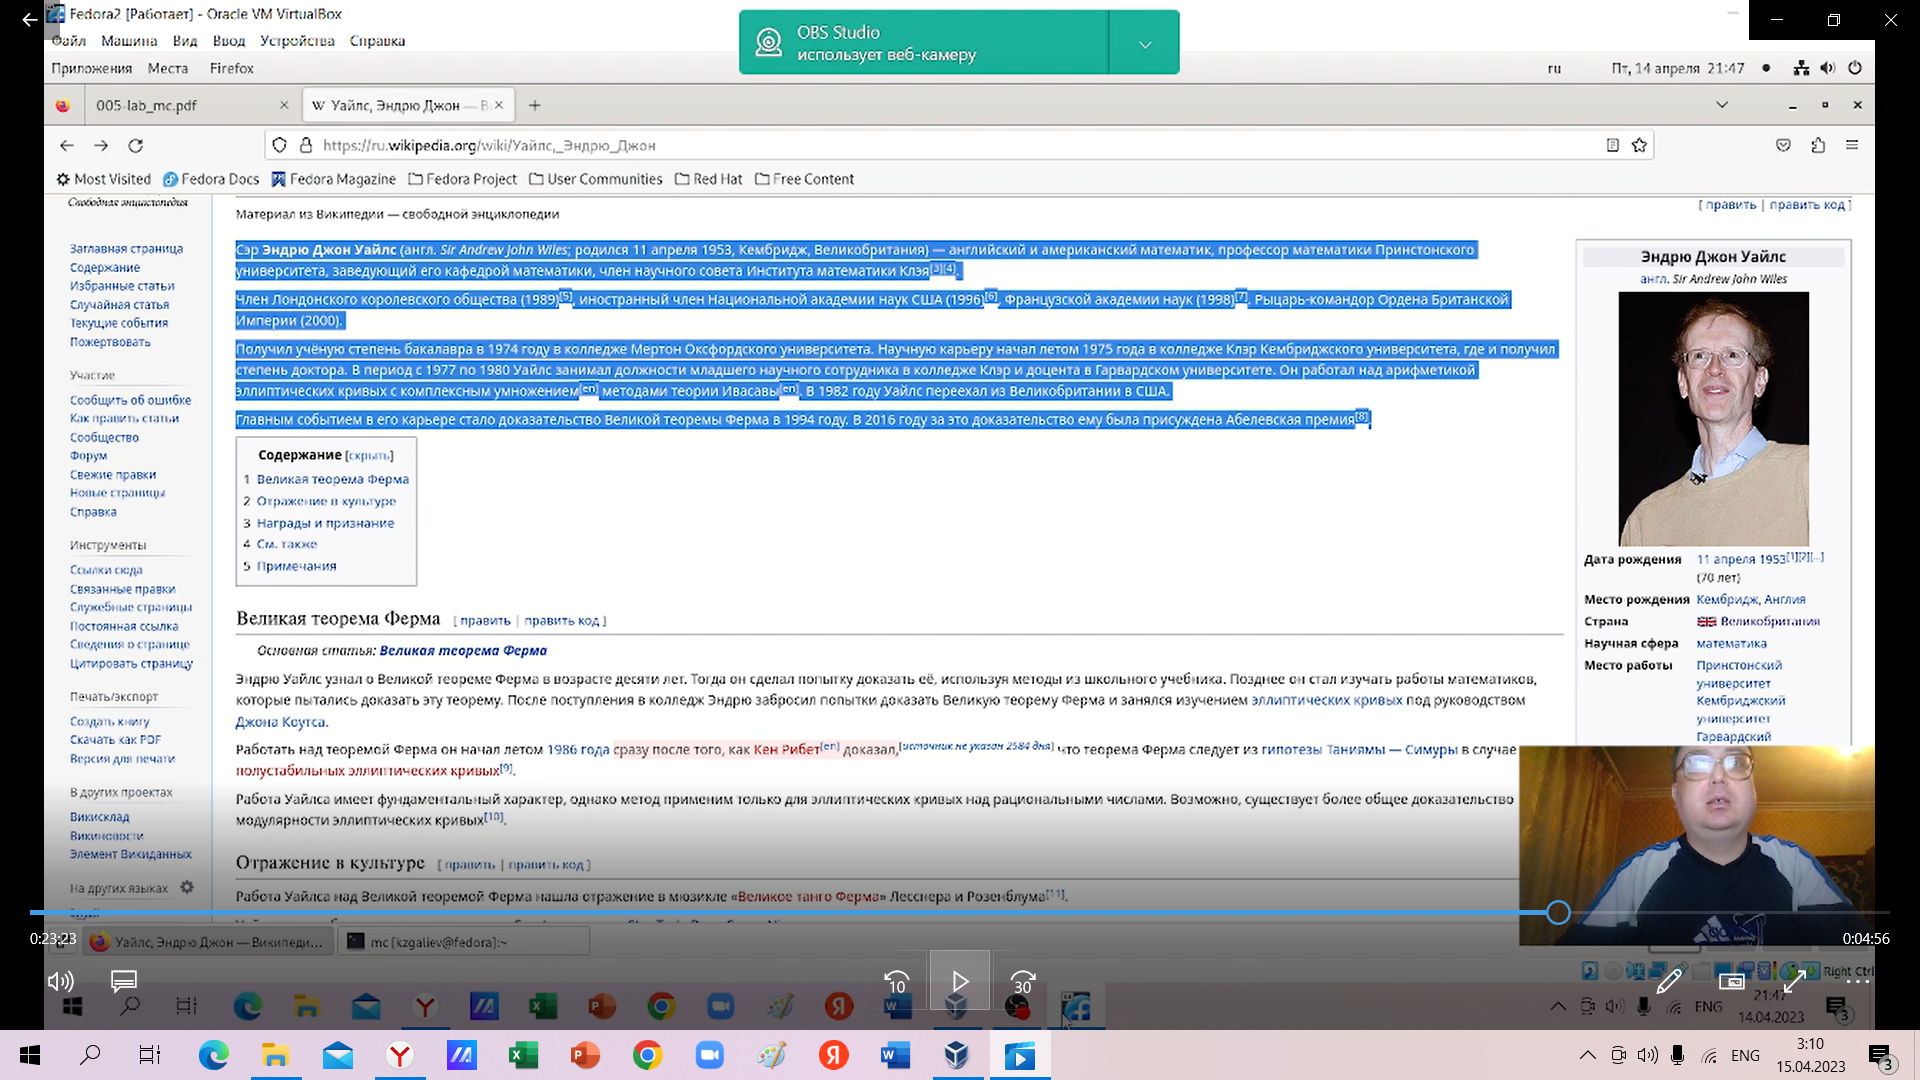 Fedora2 [Работает] - Oracle VM VirtualBox
Файл Машина Вид Ввод Устройства Справка
OBS Studio
использует веб-камеру
Приложения Места Firefox
ru Пт, 14 апреля 21:47
005-lab_mc.pdf
W Уайлс, Эндрю Джон — В
https://ru.wikipedia.org/wiki/Уайлс,_Эндрю_Джон
Most Visited Fedora Docs Fedora Magazine Fedora Project User Communities Red Hat Free Content
Свободная энциклопедия
Заглавная страница
Содержание
Избранные статьи
Случайная статья
Текущие события
Пожертвовать
Участие
Сообщить об ошибке
Как править статьи
Сообщество
Форум
Свежие правки
Новые страницы
Справка
Инструменты
Ссылки сюда
Связанные правки
Служебные страницы
Постоянная ссылка
Сведения о странице
Цитировать страницу
Печать/экспорт
Создать книгу
Скачать как PDF
Версия для печати
В других проектах
Викисклад
Викиновости
Элемент Викиданных
На других языках
Материал из Википедии — свободной энциклопедии
[ править | править код ]
Сэр Эндрю Джон Уайлс (англ. Sir Andrew John Wiles; родился 11 апреля 1953, Кембридж, Великобритания) — английский и американский математик, профессор математики Принстонского
университета, заведующий его кафедрой математики, член научного совета Института математики Клэя[3][4].
Член Лондонского королевского общества (1989)[5], иностранный член Национальной академии наук США (1996)[6], Французской академии наук (1998)[7]. Рыцарь-командор Ордена Британской
Империи (2000).
Получил учёную степень бакалавра в 1974 году в колледже Мертон Оксфордского университета. Научную карьеру начал летом 1975 года в колледже Клэр Кембриджского университета, где и получил
степень доктора. В период с 1977 по 1980 Уайлс занимал должности младшего научного сотрудника в колледже Клэр и доцента в Гарвардском университете. Он работал над арифметикой
эллиптических кривых с комплексным умножением[en] методами теории Ивасавы[en]. В 1982 году Уайлс переехал из Великобритании в США.
Главным событием в его карьере стало доказательство Великой теоремы Ферма в 1994 году. В 2016 году за это доказательство ему была присуждена Абелевская премия[8].
Содержание [скрыть]
1 Великая теорема Ферма
2 Отражение в культуре
3 Награды и признание
4 См. также
5 Примечания
Великая теорема Ферма [ править | править код ]
Основная статья: Великая теорема Ферма
Эндрю Уайлс узнал о Великой теореме Ферма в возрасте десяти лет. Тогда он сделал попытку доказать её, используя методы из школьного учебника. Позднее он стал изучать работы математиков,
которые пытались доказать эту теорему. После поступления в колледж Эндрю забросил попытки доказать Великую теорему Ферма и занялся изучением эллиптических кривых под руководством
Джона Коутса.
Работать над теоремой Ферма он начал летом 1986 года сразу после того, как Кен Рибет[en] доказал,[источник не указан 2584 дня] что теорема Ферма следует из гипотезы Таниямы — Симуры в случае
полустабильных эллиптических кривых[9].
Работа Уайлса имеет фундаментальный характер, однако метод применим только для эллиптических кривых над рациональными числами. Возможно, существует более общее доказательство
модулярности эллиптических кривых[10].
Отражение в культуре [ править | править код ]
Работа Уайлса над Великой теоремой Ферма нашла отражение в мюзикле «Великое танго Ферма» Лесснера и Розенблума[11].
Эндрю Джон Уайлс
англ. Sir Andrew John Wiles
Дата рождения 11 апреля 1953[1][2][…]
(70 лет)
Место рождения Кембридж, Англия
Страна Великобритания
Научная сфера математика
Место работы Принстонский
университет
Кембриджский
университет
Гарвардский
adidas
0:23:23 0:04:56
Уайлс, Эндрю Джон — Википеди… mc [kzgaliev@fedora]:~
10 30
Right Ctrl
ENG 21:47
14.04.2023
3
ENG 3:10
15.04.2023
3